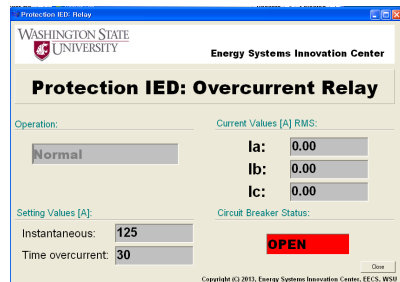 Protection IED: Relay
WASHINGTON STATE
UNIVERSITY
Energy Systems Innovation Center
Protection IED: Overcurrent Relay
Operation:
Normal
Current Values [A] RMS:
Ia: 0.00
Ib: 0.00
Ic: 0.00
Setting Values [A]:
Instantaneous: 125
Time overcurrent: 30
Circuit Breaker Status:
OPEN
Close
Copyright (C) 2013, Energy Systems Innovation Center, EECS, WSU